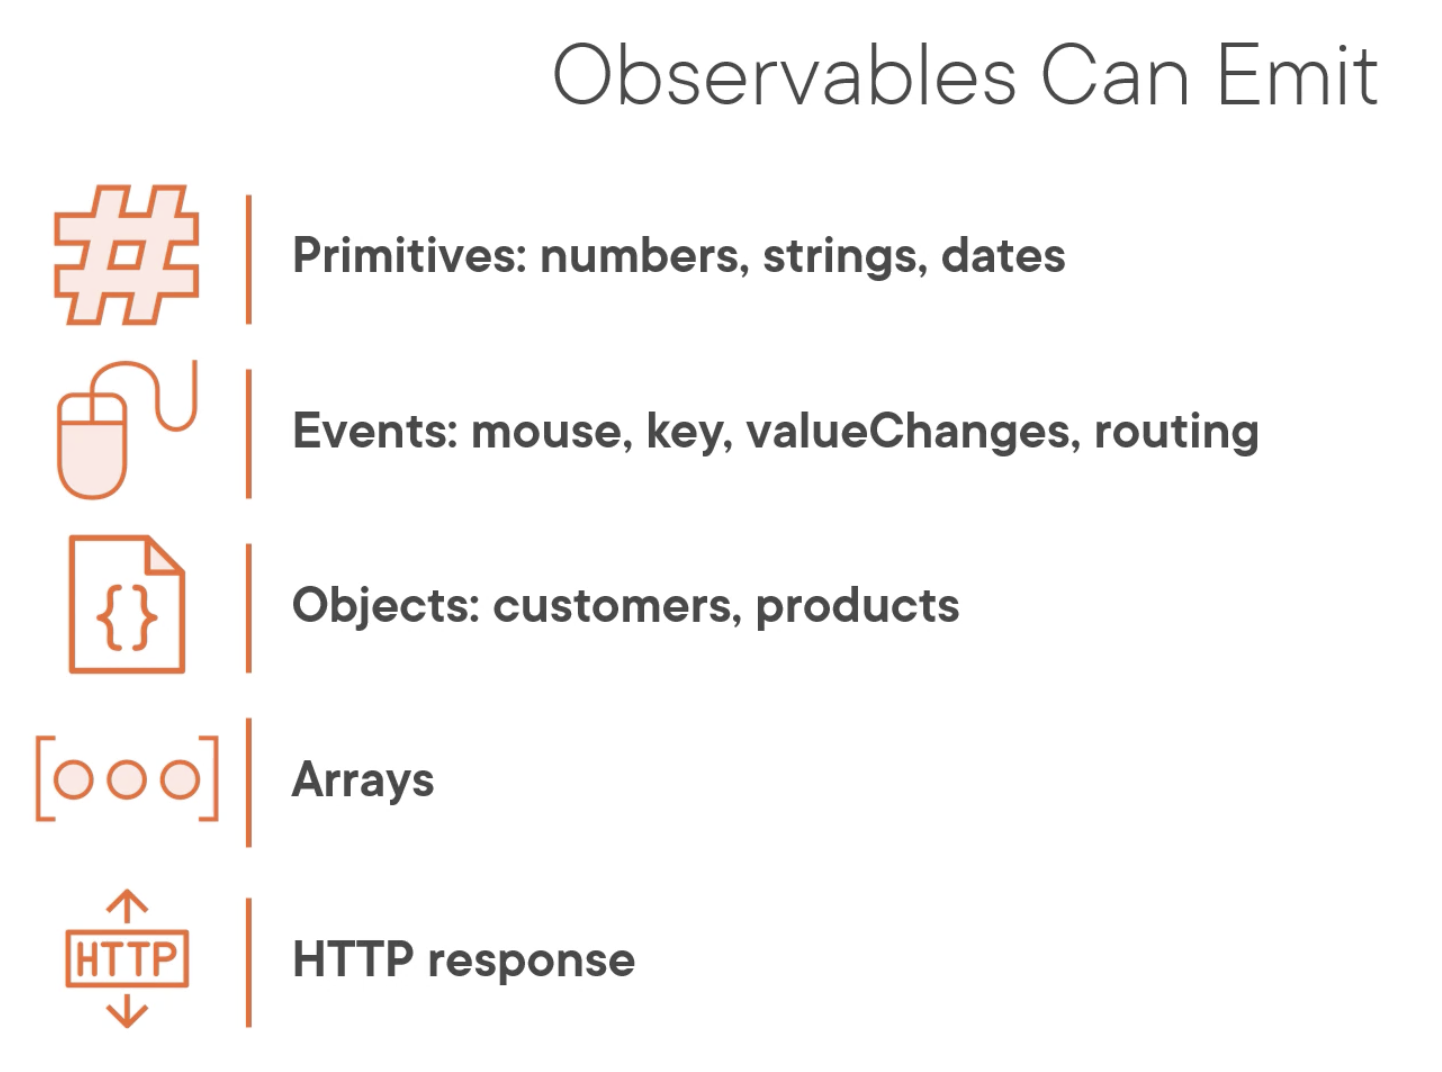 Observables Can Emit
Primitives: numbers, strings, dates
Events: mouse, key, valueChanges, routing
{}
Objects: customers, products
Arrays
HTTP
HTTP response